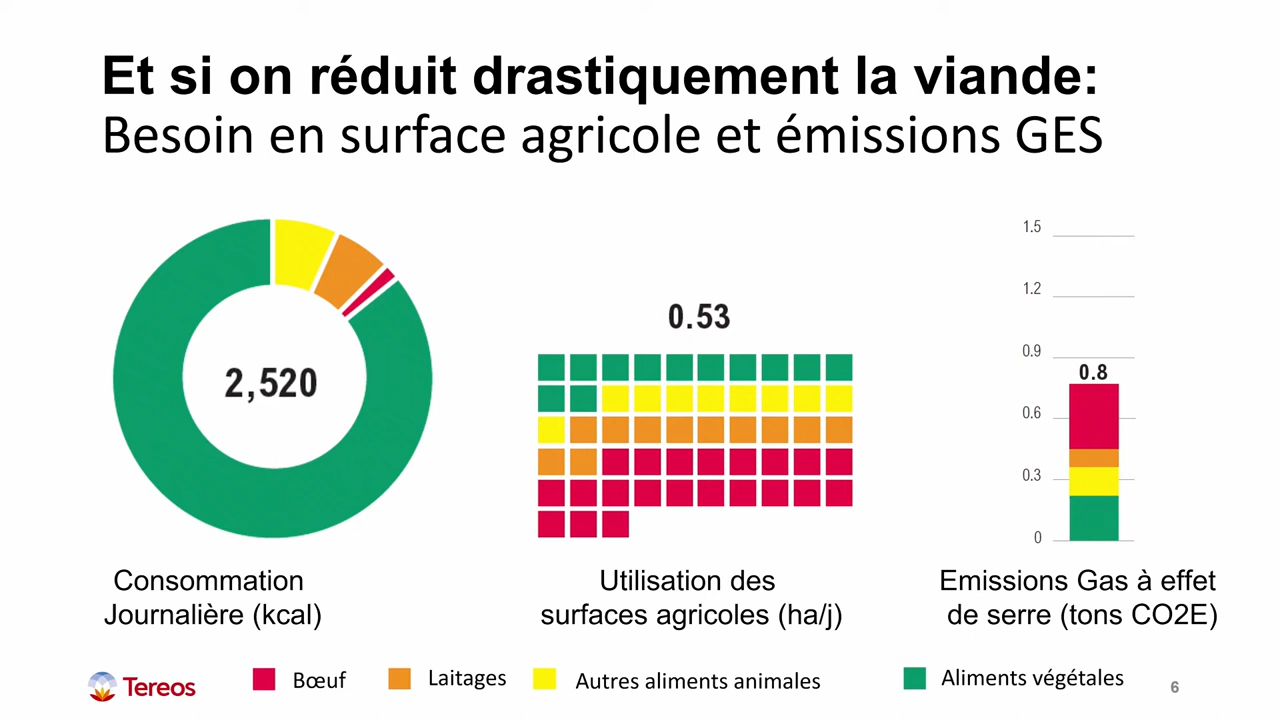 Et si on réduit drastiquement la viande:
Besoin en surface agricole et émissions GES
2,520
0.53
1.5
1.2
0.9
0.8
0.6
0.3
0
Consommation
Journalière (kcal)
Utilisation des
surfaces agricoles (ha/j)
Emissions Gas à effet
de serre (tons CO2E)
Tereos
Bœuf
Laitages
Autres aliments animales
Aliments végétales
6